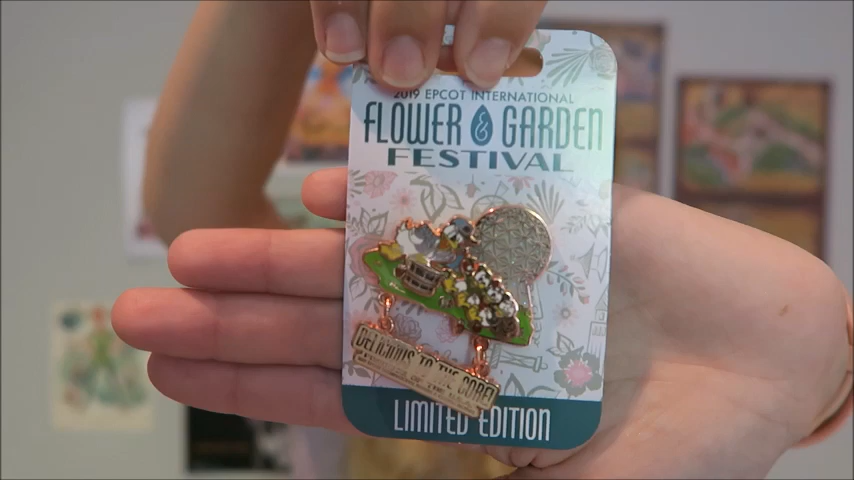 2019 EPCOT INTERNATIONAL
FLOWER & GARDEN
FESTIVAL
DELICIOUS TO THE CORE!
LIMITED EDITION